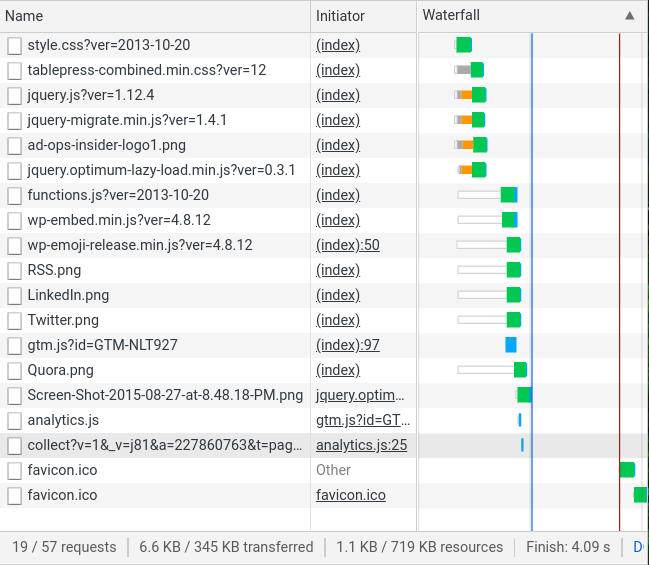 Name Initiator Waterfall
style.css?ver=2013-10-20 (index)
tablepress-combined.min.css?ver=12 (index)
jquery.js?ver=1.12.4 (index)
jquery-migrate.min.js?ver=1.4.1 (index)
ad-ops-insider-logo1.png (index)
jquery.optimum-lazy-load.min.js?ver=0.3.1 (index)
functions.js?ver=2013-10-20 (index)
wp-embed.min.js?ver=4.8.12 (index)
wp-emoji-release.min.js?ver=4.8.12 (index):50
RSS.png (index)
LinkedIn.png (index)
Twitter.png (index)
gtm.js?id=GTM-NLT927 (index):97
Quora.png (index)
Screen-Shot-2015-08-27-at-8.48.18-PM.png jquery.optim…
analytics.js gtm.js?id=GT…
collect?v=1&_v=j81&a=227860763&t=pag… analytics.js:25
favicon.ico Other
favicon.ico favicon.ico
19 / 57 requests 6.6 KB / 345 KB transferred 1.1 KB / 719 KB resources Finish: 4.09 s D